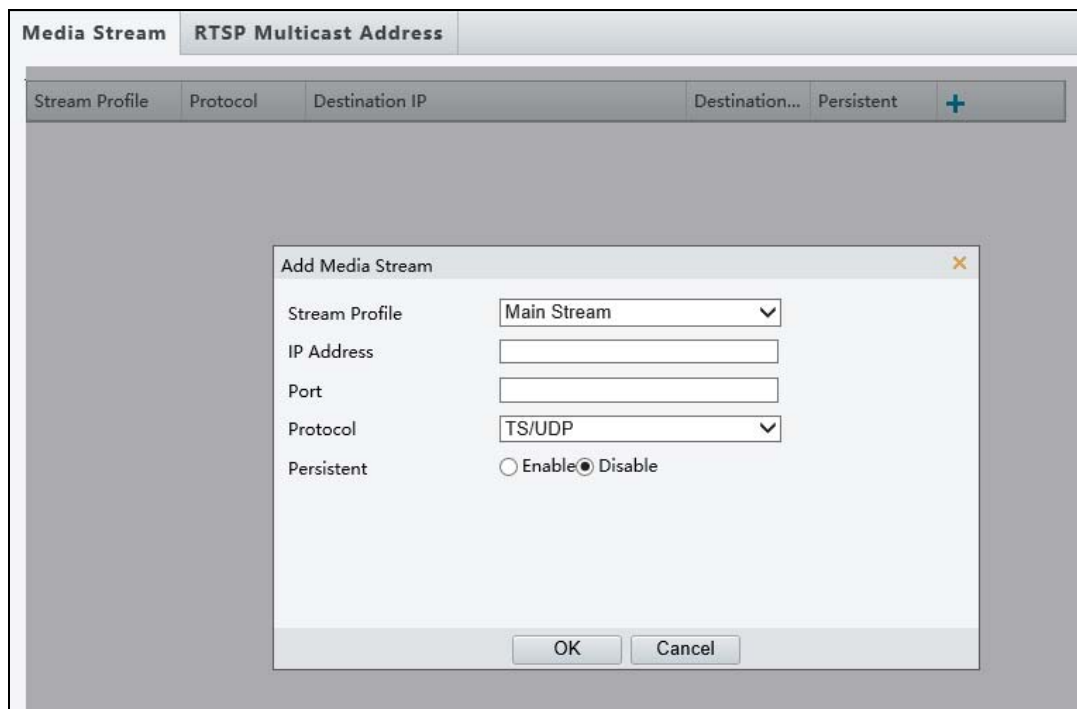 Media Stream RTSP Multicast Address
Stream Profile Protocol Destination IP Destination... Persistent +
Add Media Stream ×
Stream Profile Main Stream
IP Address
Port
Protocol TS/UDP
Persistent Enable Disable
OK Cancel